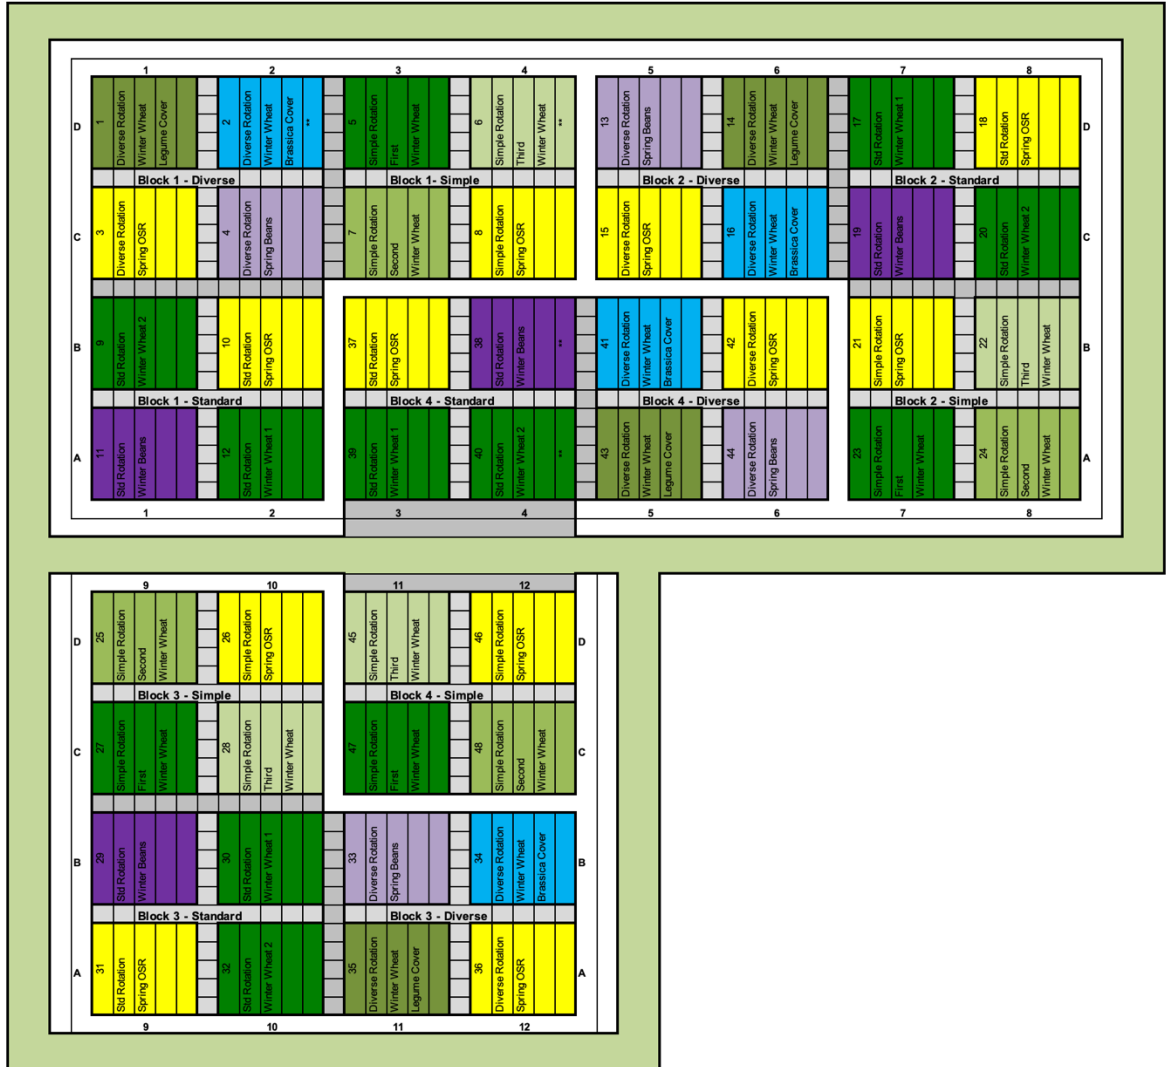 1 2 3 4 5 6 7 8
D
1
Diverse Rotation
Winter Wheat
Legume Cover
2
Diverse Rotation
Winter Wheat
Brassica Cover
**
5
Simple Rotation
First
Winter Wheat
6
Simple Rotation
Third
Winter Wheat
**
13
Diverse Rotation
Spring Beans
14
Diverse Rotation
Winter Wheat
Legume Cover
17
Std Rotation
Winter Wheat 1
18
Std Rotation
Spring OSR
D
Block 1 - Diverse
Block 1- Simple
Block 2 - Diverse
Block 2 - Standard
C
3
Diverse Rotation
Spring OSR
4
Diverse Rotation
Spring Beans
7
Simple Rotation
Second
Winter Wheat
8
Simple Rotation
Spring OSR
15
Diverse Rotation
Spring OSR
16
Diverse Rotation
Winter Wheat
Brassica Cover
19
Std Rotation
Winter Beans
20
Std Rotation
Winter Wheat 2
C
B
9
Std Rotation
Winter Wheat 2
10
Std Rotation
Spring OSR
37
Std Rotation
Spring OSR
38
Std Rotation
Winter Beans
**
41
Diverse Rotation
Winter Wheat
Brassica Cover
42
Diverse Rotation
Spring OSR
21
Simple Rotation
Spring OSR
22
Simple Rotation
Third
Winter Wheat
B
Block 1 - Standard
Block 4 - Standard
Block 4 - Diverse
Block 2 - Simple
A
11
Std Rotation
Winter Beans
12
Std Rotation
Winter Wheat 1
39
Std Rotation
Winter Wheat 1
40
Std Rotation
Winter Wheat 2
**
43
Diverse Rotation
Winter Wheat
Legume Cover
44
Diverse Rotation
Spring Beans
23
Simple Rotation
First
Winter Wheat
24
Simple Rotation
Second
Winter Wheat
A
1 2 3 4 5 6 7 8
9 10 11 12
D
25
Simple Rotation
Second
Winter Wheat
26
Simple Rotation
Spring OSR
45
Simple Rotation
Third
Winter Wheat
46
Simple Rotation
Spring OSR
D
Block 3 - Simple
Block 4 - Simple
C
27
Simple Rotation
First
Winter Wheat
28
Simple Rotation
Third
Winter Wheat
47
Simple Rotation
First
Winter Wheat
48
Simple Rotation
Second
Winter Wheat
C
B
29
Std Rotation
Winter Beans
30
Std Rotation
Winter Wheat 1
33
Diverse Rotation
Spring Beans
34
Diverse Rotation
Winter Wheat
Brassica Cover
B
Block 3 - Standard
Block 3 - Diverse
A
31
Std Rotation
Spring OSR
32
Std Rotation
Winter Wheat 2
35
Diverse Rotation
Winter Wheat
Legume Cover
36
Diverse Rotation
Spring OSR
A
9 10 11 12